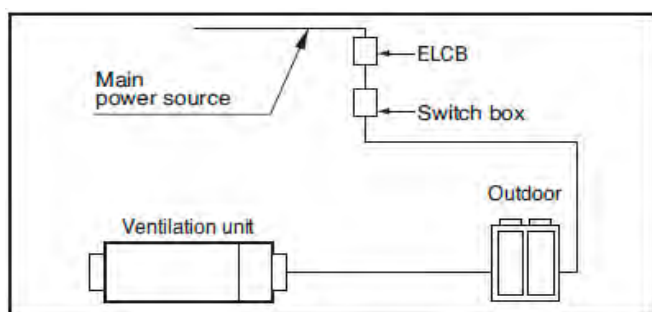 ELCB
Main
power source
Switch box
Outdoor
Ventilation unit